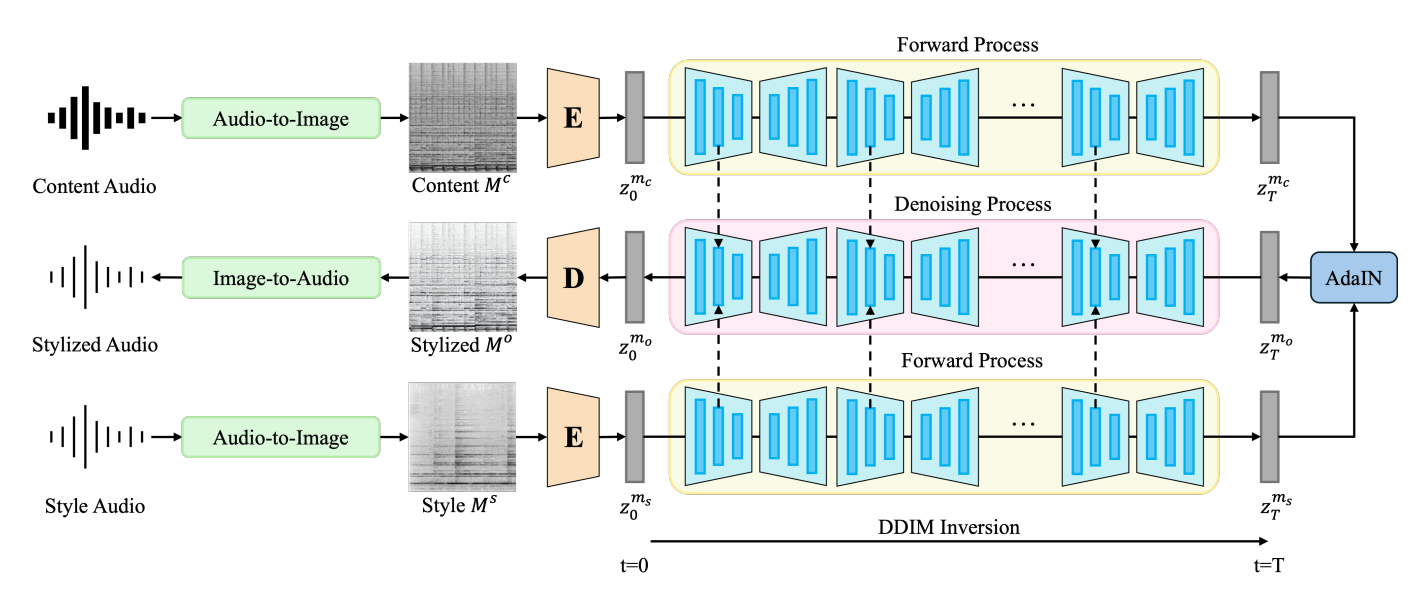 Forward Process
Content Audio
Audio-to-Image
Content M^c
E
z_0^{m_c}
...
z_T^{m_c}
Denoising Process
Stylized Audio
Image-to-Audio
Stylized M^o
D
z_0^{m_o}
...
z_T^{m_o}
AdaIN
Forward Process
Style Audio
Audio-to-Image
Style M^s
E
z_0^{m_s}
...
z_T^{m_s}
DDIM Inversion
t=0
t=T